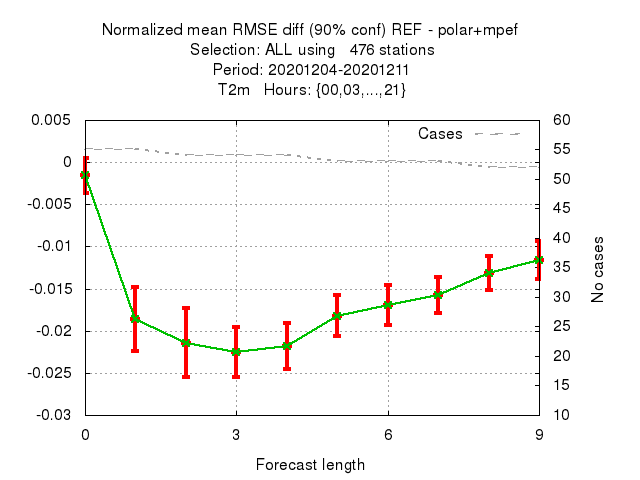 Normalized mean RMSE diff (90% conf) REF - polar+mpef
Selection: ALL using   476 stations
Period: 20201204-20201211
T2m   Hours: {00,03,...,21}
Cases
0.005
0
-0.005
-0.01
-0.015
-0.02
-0.025
-0.03
60
55
50
45
40
35
30
25
20
15
10
No cases
0 3 6 9
Forecast length